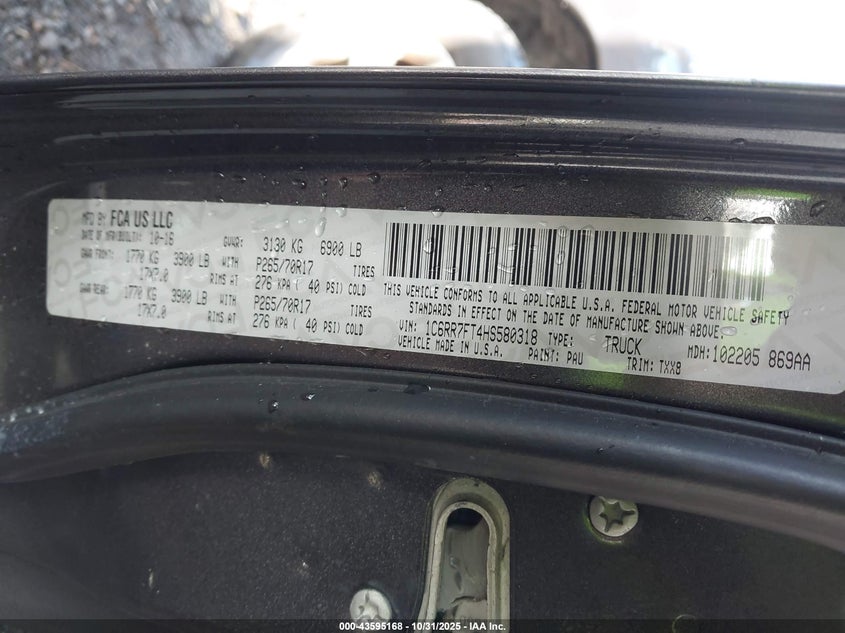 MFD BY FCA US LLC
DATE OF MFR(BUILT): 10-16 GVWR: 3130 KG 6900 LB
GWR FRONT: 1770 KG 3900 LB WITH P265/70R17 TIRES
17X7.0 RIMS AT 276 KPA ( 40 PSI) COLD
GWR REAR: 1770 KG 3900 LB WITH P265/70R17 TIRES
17X7.0 RIMS AT 276 KPA ( 40 PSI) COLD
THIS VEHICLE CONFORMS TO ALL APPLICABLE U.S.A. FEDERAL MOTOR VEHICLE SAFETY
STANDARDS IN EFFECT ON THE DATE OF MANUFACTURE SHOWN ABOVE.
VIN: 1C6RR7FT4HS580318 TYPE: TRUCK MDH:102205 869AA
VEHICLE MADE IN U.S.A. PAINT: PAU TRIM: TXX8
000-43595168 - 10/31/2025 - IAA Inc.